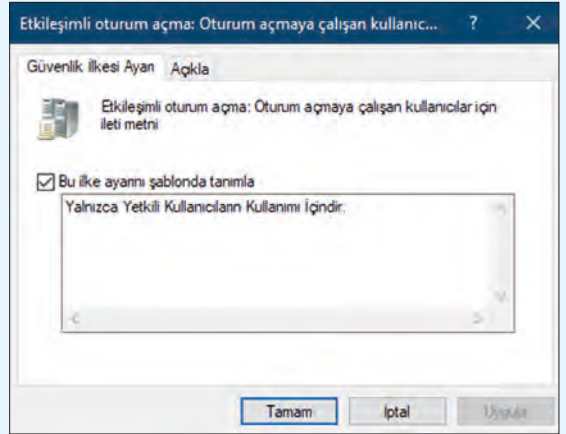 Etkileşimli oturum açma: Oturum açmaya çalışan kullanıc... ? ×
Güvenlik İlkesi Ayarı Açıkla
Etkileşimli oturum açma: Oturum açmaya çalışan kullanıcılar için
ileti metni
Bu ilke ayarını şablonda tanımla
Yalnızca Yetkili Kullanıcıların Kullanımı İçindir.
Tamam İptal Uygula